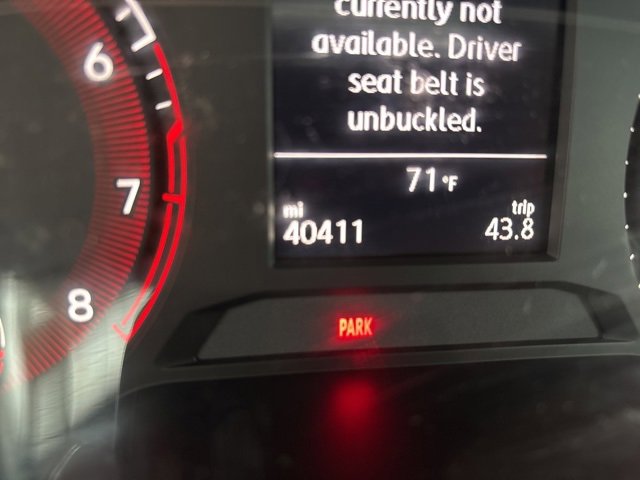 currently not
available. Driver
seat belt is
unbuckled.
71°F
mi
40411
trip
43.8
PARK
6
7
8